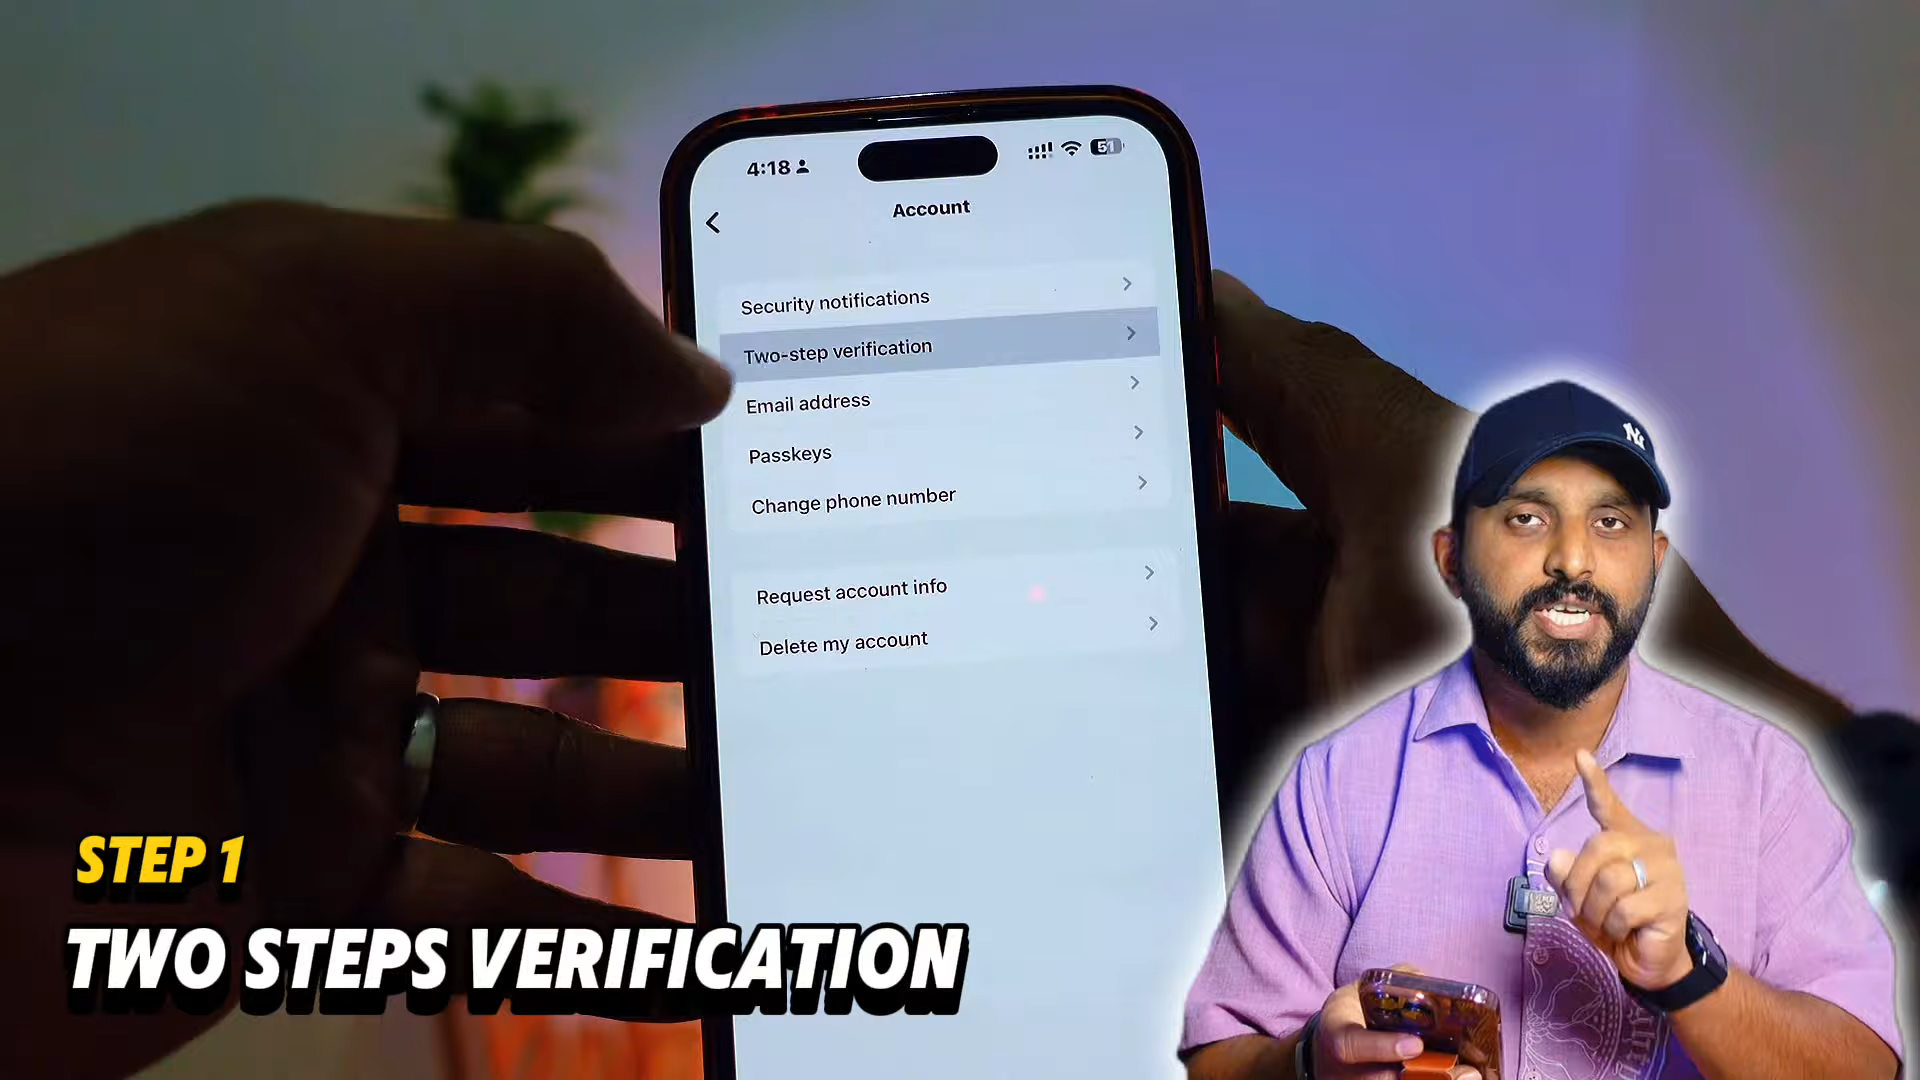 4:18
51
Account
Security notifications
Two-step verification
Email address
Passkeys
Change phone number
Request account info
Delete my account
NY
STEP 1
TWO STEPS VERIFICATION